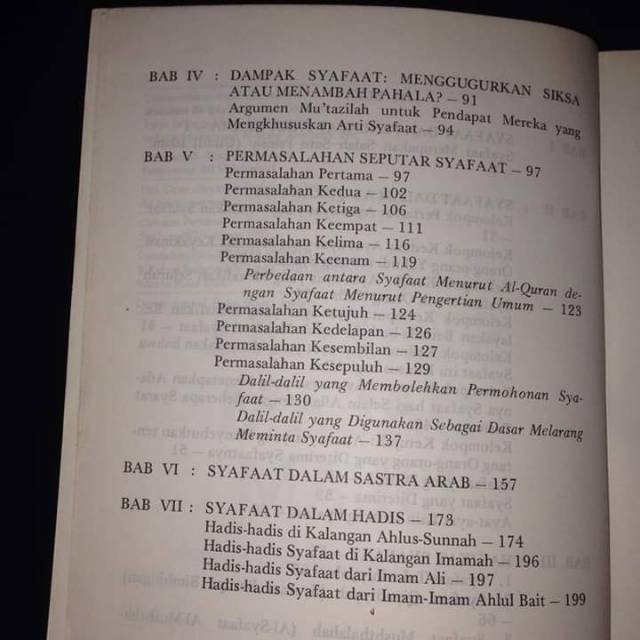 BAB IV : DAMPAK SYAFAAT: MENGGUGURKAN SIKSA
ATAU MENAMBAH PAHALA? — 91
Argumen Mu'tazilah untuk Pendapat Mereka yang
Mengkhususkan Arti Syafaat — 94
BAB V : PERMASALAHAN SEPUTAR SYAFAAT — 97
Permasalahan Pertama — 97
Permasalahan Kedua — 102
Permasalahan Ketiga — 106
Permasalahan Keempat — 111
Permasalahan Kelima — 116
Permasalahan Keenam — 119
Perbedaan antara Syafaat Menurut Al-Quran de-
ngan Syafaat Menurut Pengertian Umum — 123
Permasalahan Ketujuh — 124
Permasalahan Kedelapan — 126
Permasalahan Kesembilan — 127
Permasalahan Kesepuluh — 129
Dalil-dalil yang Membolehkan Permohonan Sya-
faat — 130
Dalil-dalil yang Digunakan Sebagai Dasar Melarang
Meminta Syafaat — 137
BAB VI : SYAFAAT DALAM SASTRA ARAB — 157
BAB VII : SYAFAAT DALAM HADIS — 173
Hadis-hadis di Kalangan Ahlus-Sunnah — 174
Hadis-hadis Syafaat di Kalangan Imamah — 196
Hadis-hadis Syafaat dari Imam Ali — 197
Hadis-hadis Syafaat dari Imam-Imam Ahlul Bait — 199